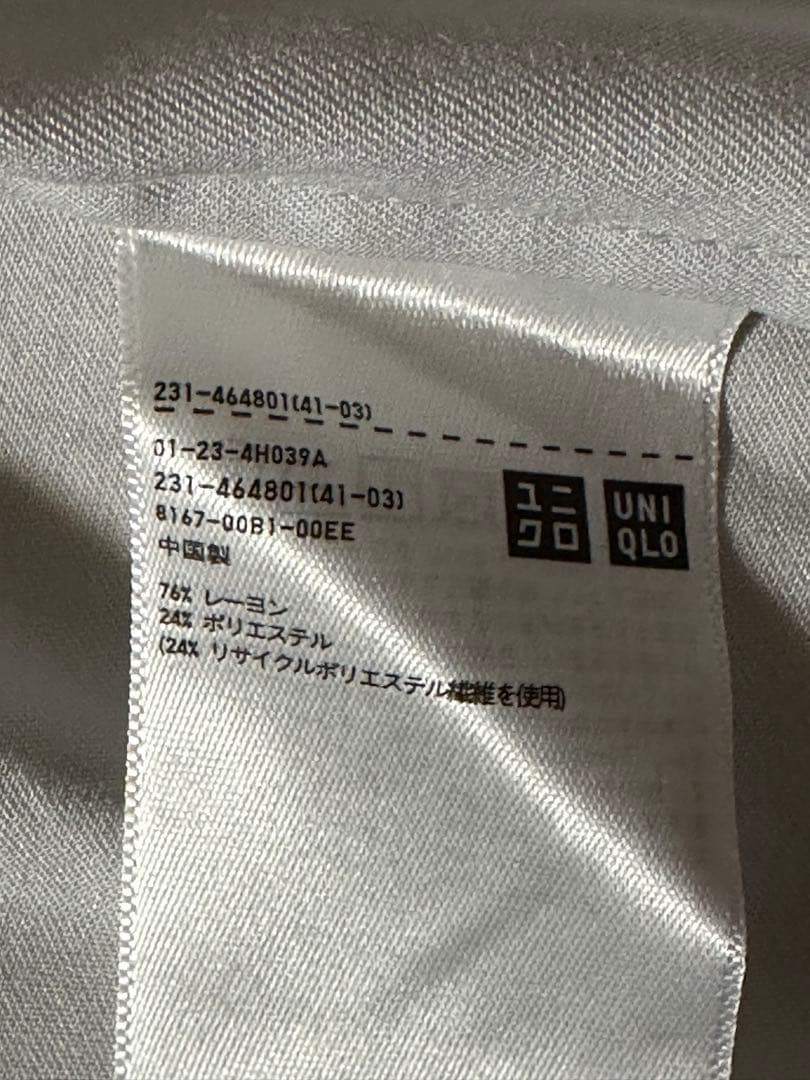 231-464801(41-03)
01-23-4H039A
231-464801(41-03)
8167-00B1-00EE
中国製
ユニ
クロ
UNI
QLO
76% レーヨン
24% ポリエステル
(24% リサイクルポリエステル繊維を使用)